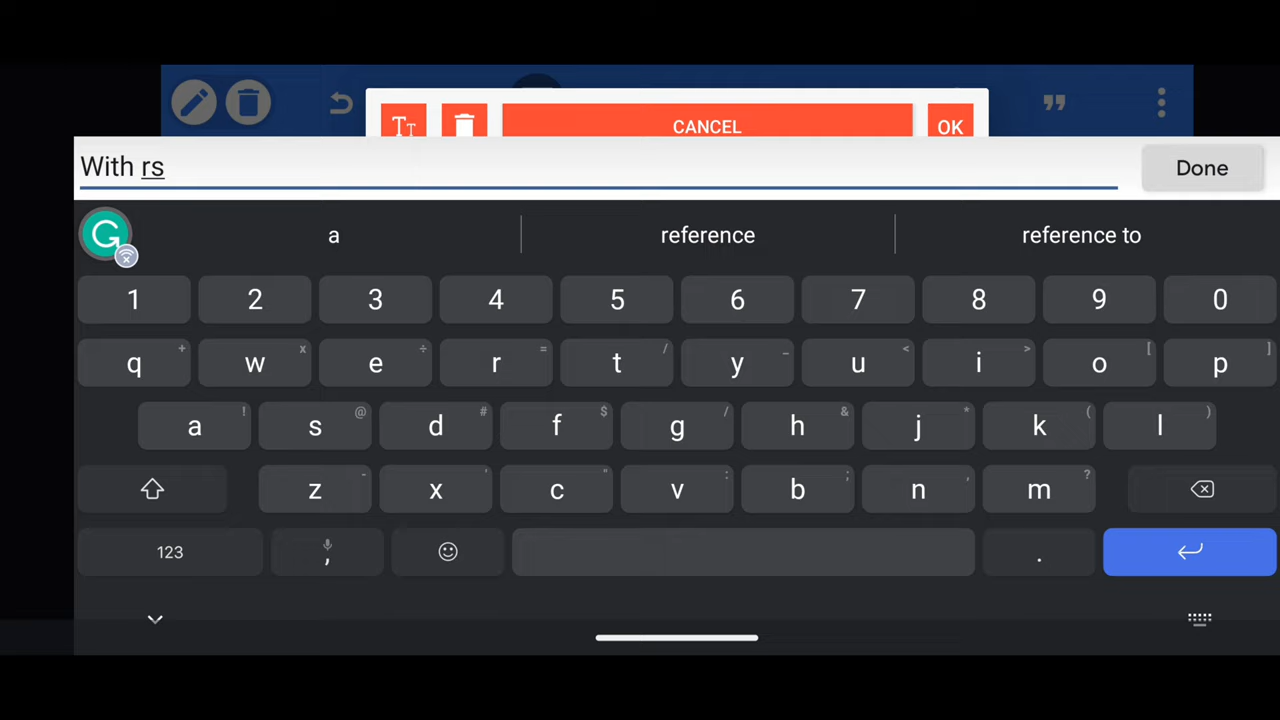 Tт CANCEL OK
With rs Done
a reference reference to
1 2 3 4 5 6 7 8 9 0
q + w x e ÷ r = t / y _ u < i > o [ p ]
a ! s @ d # f $ g / h & j * k ( l )
z - x ' c " v : b ; n , m ?
123 , .